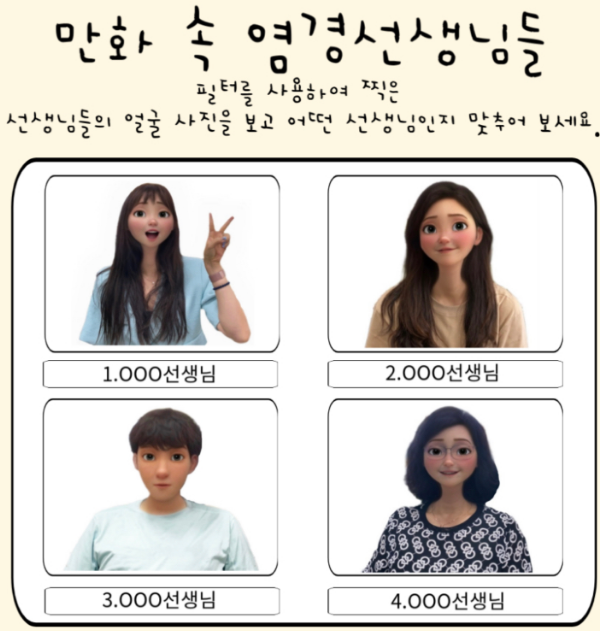 만화 속 염경선생님들
필터를 사용하여 찍은
선생님들의 얼굴 사진을 보고 어떤 선생님인지 맞추어 보세요.
1.OOO선생님
2.OOO선생님
3.OOO선생님
4.OOO선생님